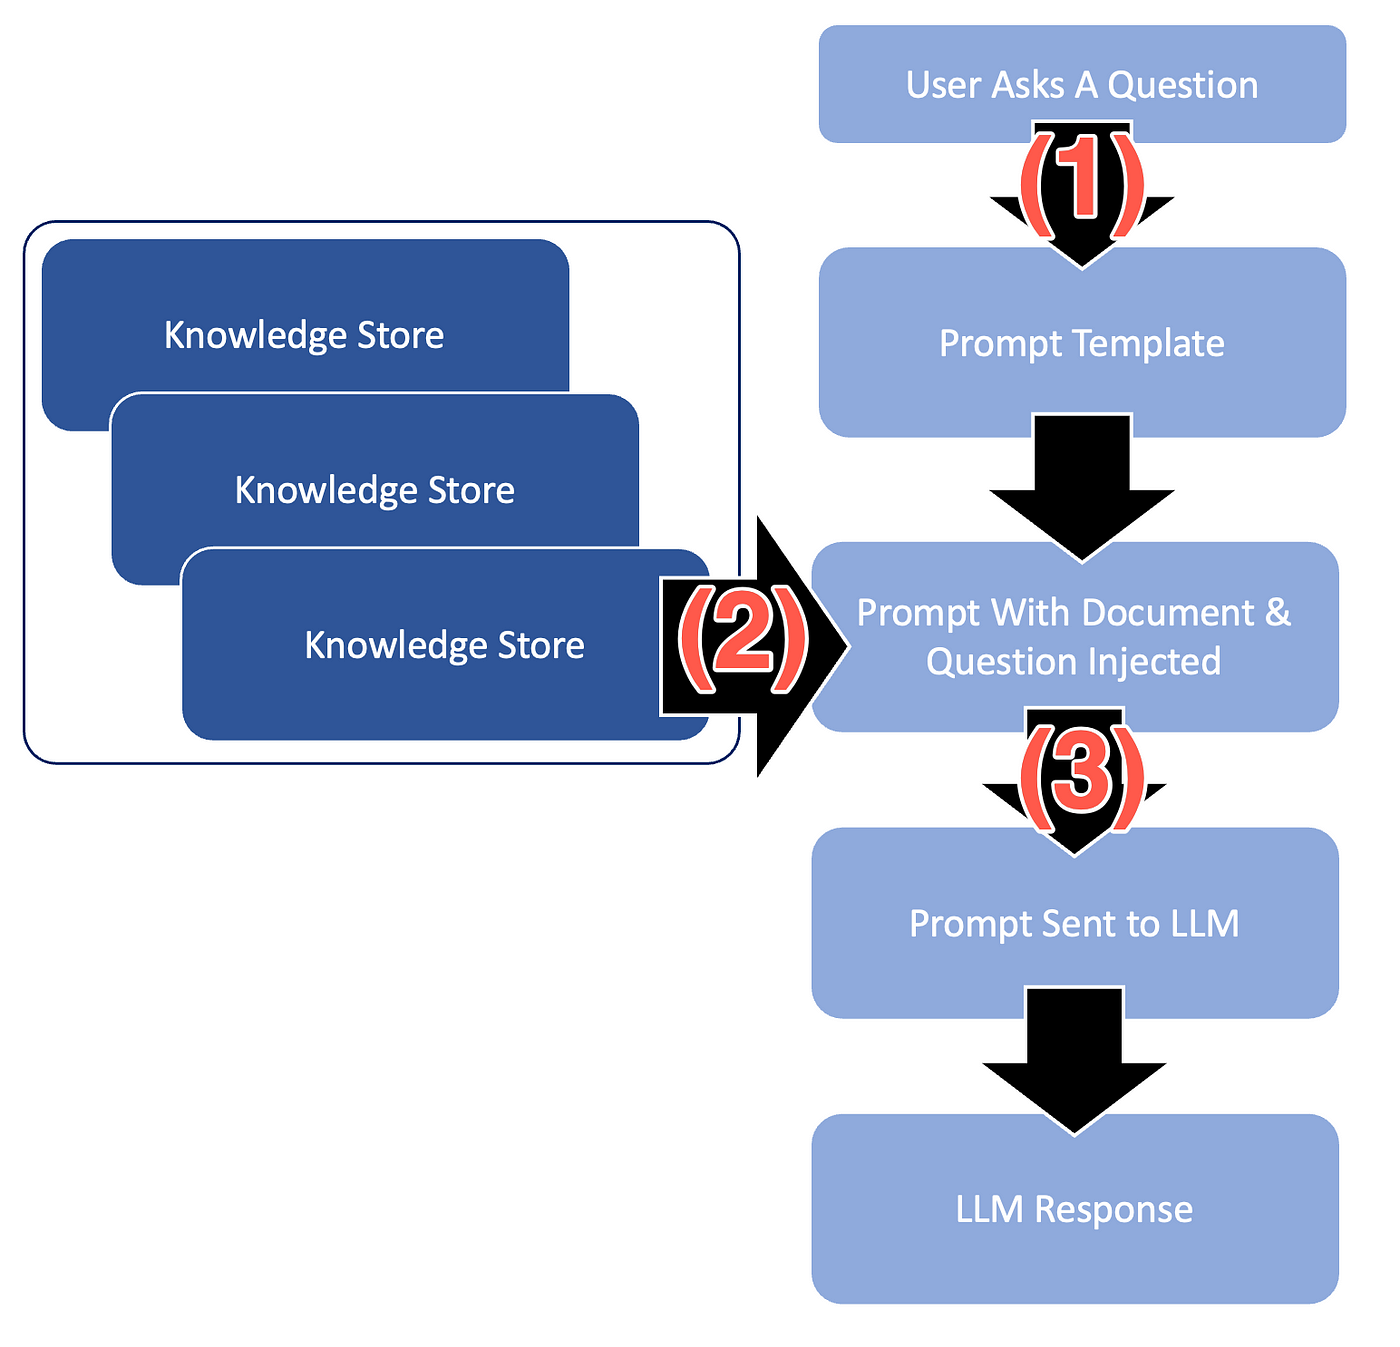 User Asks A Question
(1)
Prompt Template
Knowledge Store
Knowledge Store
Knowledge Store
(2)
Prompt With Document &
Question Injected
(3)
Prompt Sent to LLM
LLM Response